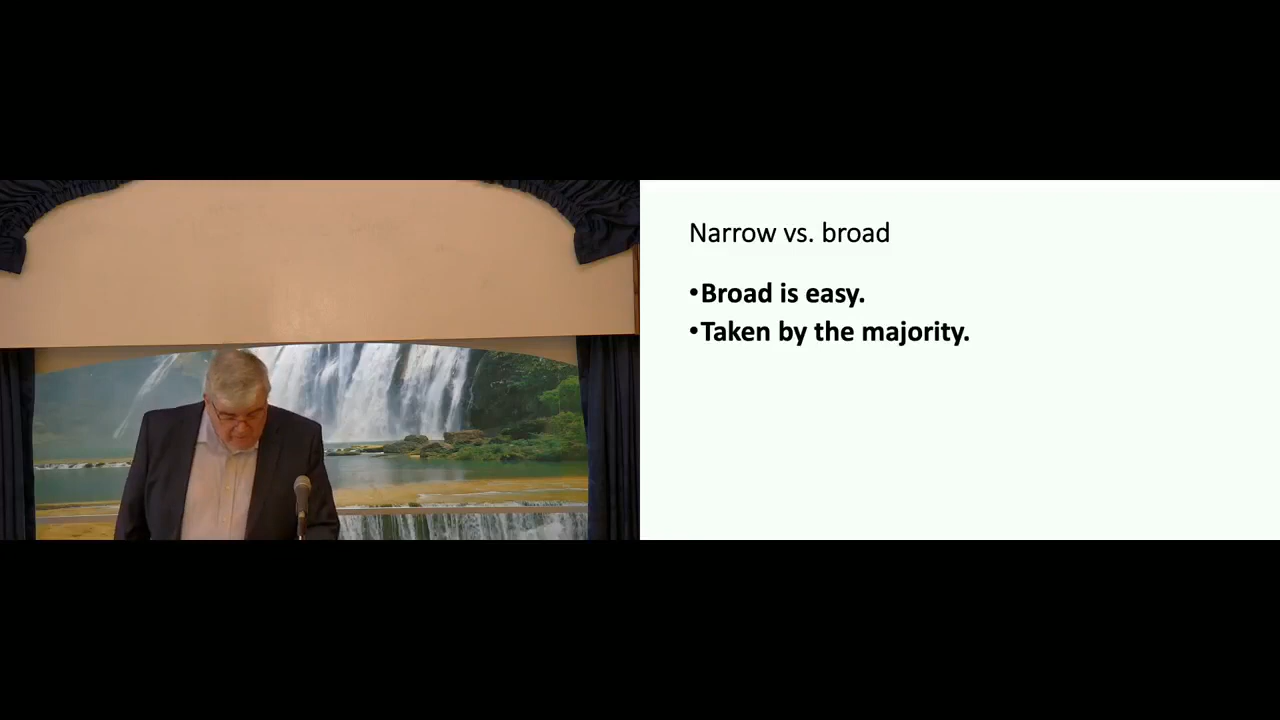 Narrow vs. broad
•Broad is easy.
•Taken by the majority.